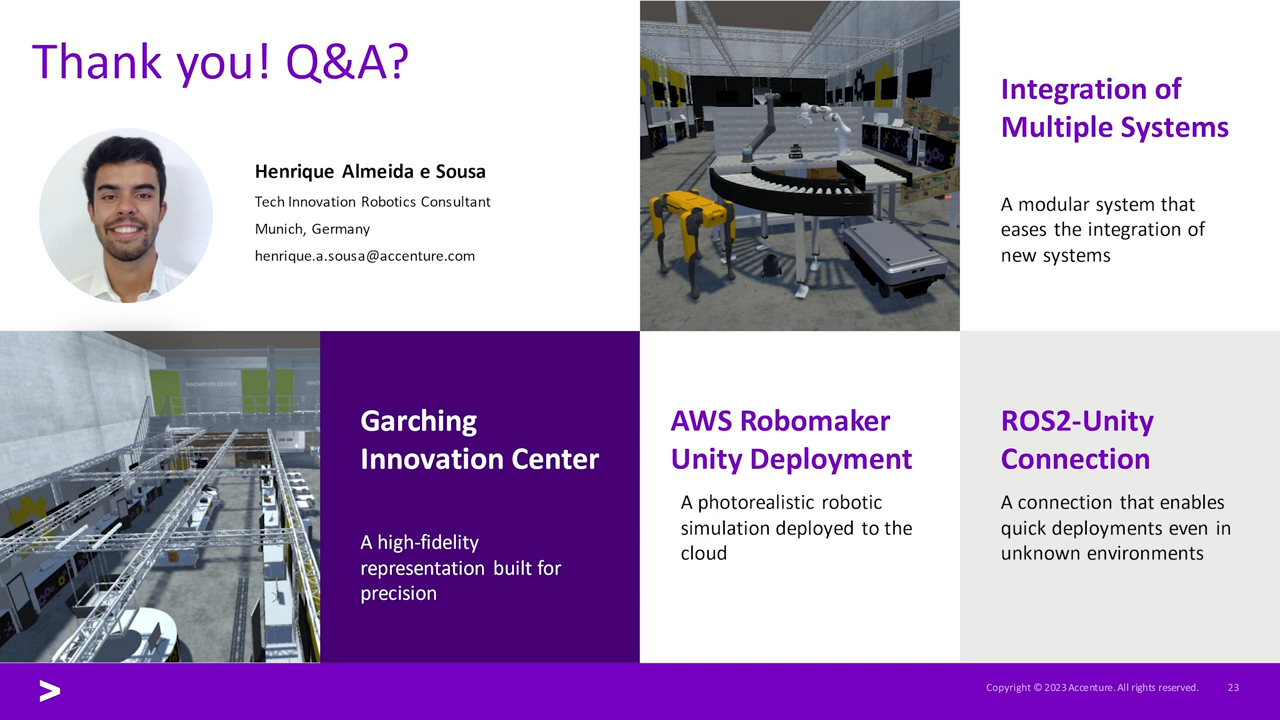 Thank you! Q&A?
Henrique Almeida e Sousa
Tech Innovation Robotics Consultant
Munich, Germany
henrique.a.sousa@accenture.com
Integration of
Multiple Systems
A modular system that
eases the integration of
new systems
INNOVATION CENTER
Garching
Innovation Center
A high-fidelity
representation built for
precision
AWS Robomaker
Unity Deployment
A photorealistic robotic
simulation deployed to the
cloud
ROS2-Unity
Connection
A connection that enables
quick deployments even in
unknown environments
>
Copyright © 2023 Accenture. All rights reserved.
23